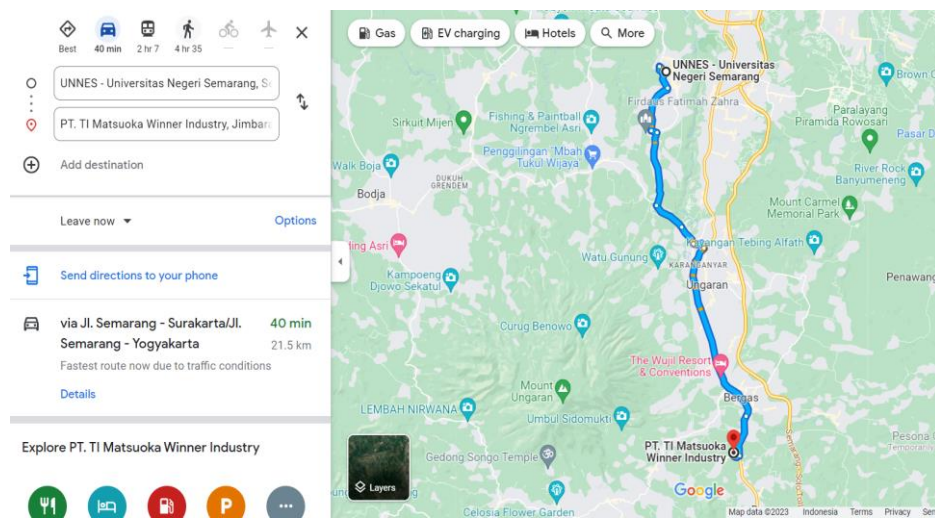 Best
40 min
2 hr 7
4 hr 35
UNNES - Universitas Negeri Semarang, S
PT. TI Matsuoka Winner Industry, Jimbar
Add destination
Leave now
Options
Send directions to your phone
via Jl. Semarang - Surakarta/Jl.
Semarang - Yogyakarta
40 min
21.5 km
Fastest route now due to traffic conditions
Details
Explore PT. TI Matsuoka Winner Industry
P
Gas
EV charging
Hotels
More
UNNES - Universitas
Negeri Semarang
Brown C
Firdaus Fatimah Zahra
Sirkuit Mijen
Fishing & Paintball
Ngrembel Asri
Paralayang
Piramida Rowosari
Pasar D
Penggilingan "Mbah
Tukul Wijaya"
Walk Boja
DUKUH
GRENDEM
Bodja
River Rock
Banyumeneng
Mount Carmel
Memorial Park
ing Asri
Tebing Alfath
Watu Gunung
KARANGANYAR
Kampoeng
Djowo Sekatul
Ungaran
Penawang
Curug Benowo
The Wujil Resort
& Conventions
Mount
Ungaran
Bergas
LEMBAH NIRWANA
Umbul Sidomukti
PT. TI Matsuoka
Winner Industry
Pesona
Gedong Songo Temple
Layers
Google
Celosia Flower Garden
Map data ©2023
Indonesia
Terms
Privacy
Sen